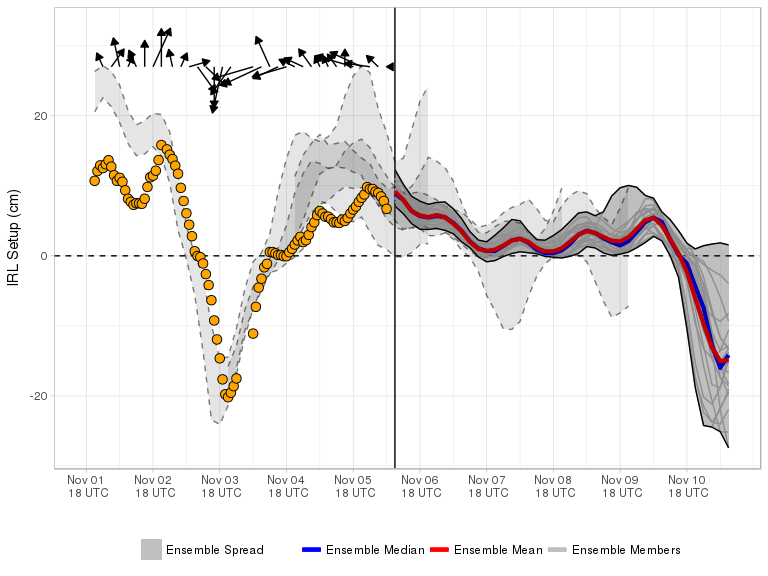 IRL Setup (cm)
20
0
-20
Nov 01 Nov 02 Nov 03 Nov 04 Nov 05 Nov 06 Nov 07 Nov 08 Nov 09 Nov 10
18 UTC 18 UTC 18 UTC 18 UTC 18 UTC 18 UTC 18 UTC 18 UTC 18 UTC 18 UTC
Ensemble Spread Ensemble Median Ensemble Mean Ensemble Members